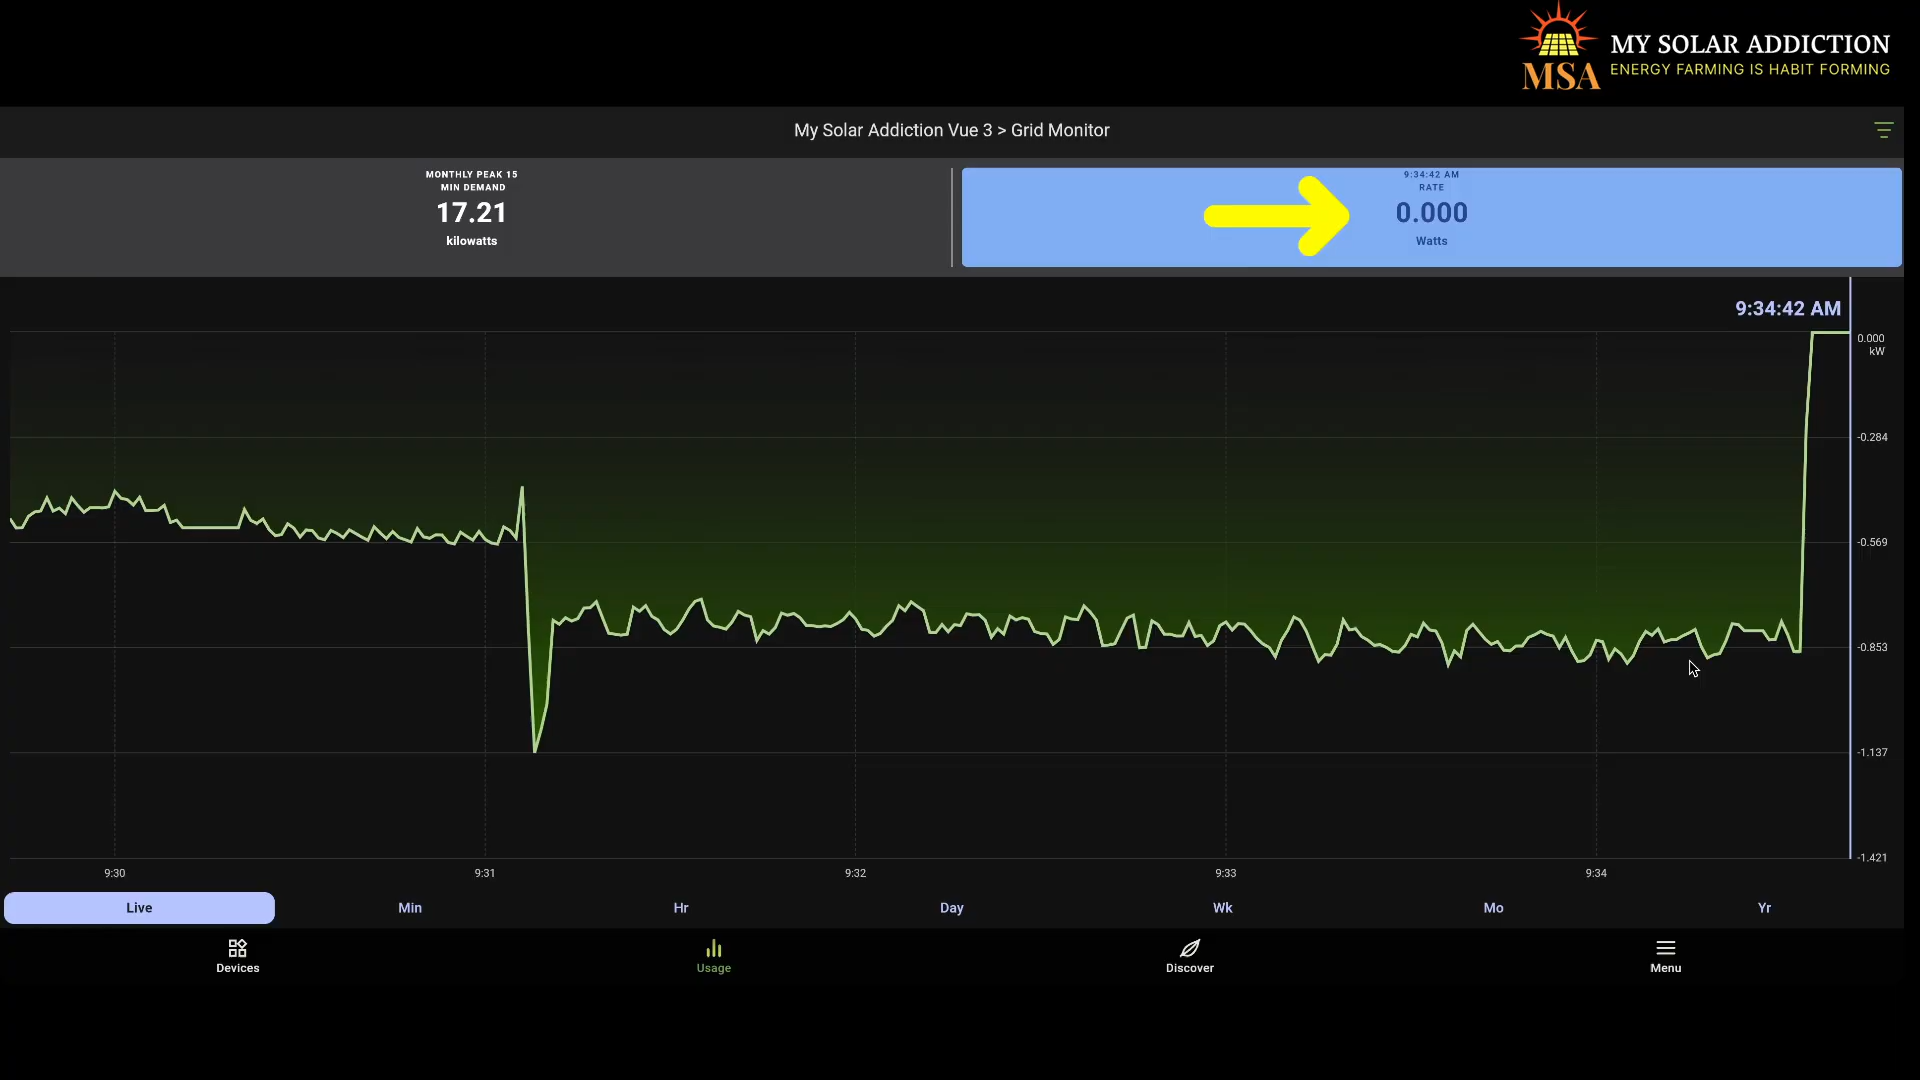 MY SOLAR ADDICTION
MSA
ENERGY FARMING IS HABIT FORMING
My Solar Addiction Vue 3 > Grid Monitor
MONTHLY PEAK 15
MIN DEMAND
17.21
kilowatts
9:34:42 AM
RATE
0.000
Watts
9:34:42 AM
0.000
kW
-0.284
-0.569
-0.853
-1.137
-1.421
9:30 9:31 9:32 9:33 9:34
Live Min Hr Day Wk Mo Yr
Devices Usage Discover Menu